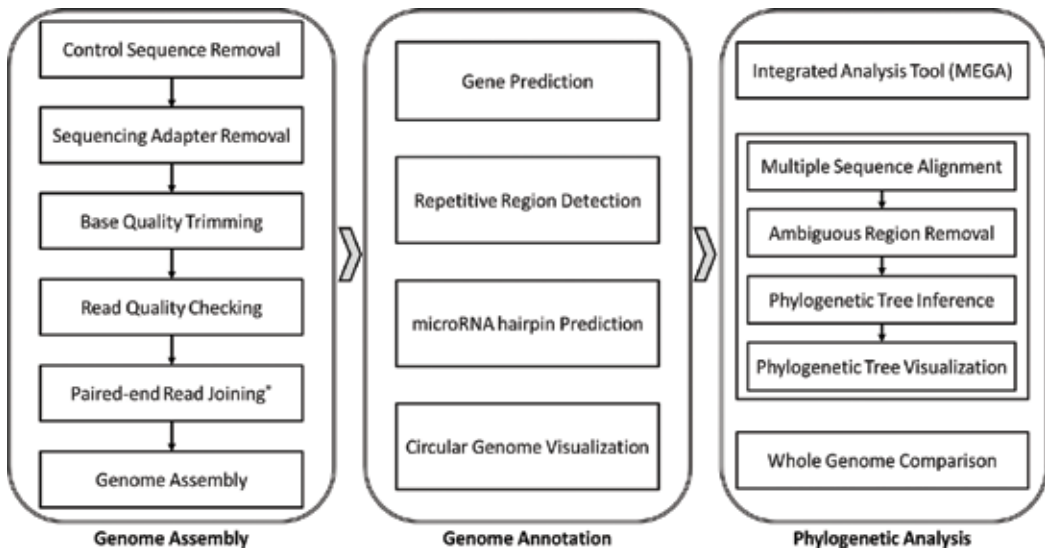 Control Sequence Removal
Sequencing Adapter Removal
Base Quality Trimming
Read Quality Checking
Paired-end Read Joining*
Genome Assembly
Genome Assembly
Gene Prediction
Repetitive Region Detection
microRNA hairpin Prediction
Circular Genome Visualization
Genome Annotation
Integrated Analysis Tool (MEGA)
Multiple Sequence Alignment
Ambiguous Region Removal
Phylogenetic Tree Inference
Phylogenetic Tree Visualization
Whole Genome Comparison
Phylogenetic Analysis